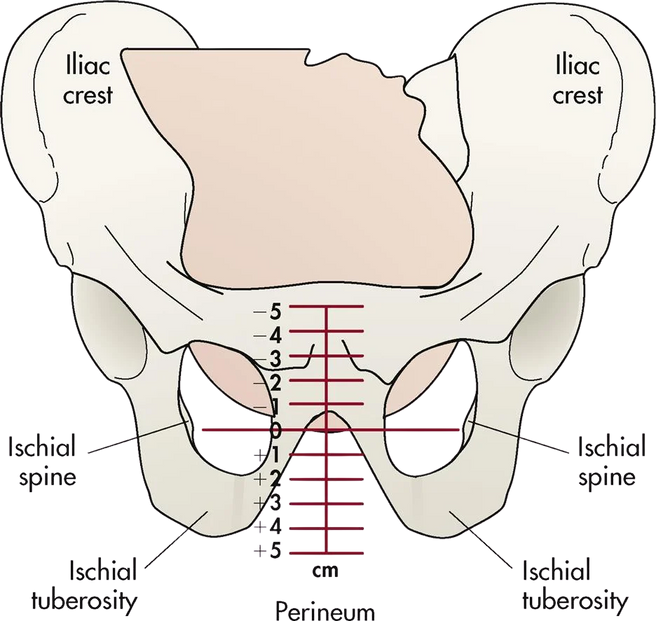 Iliac
crest
Iliac
crest
−5
−4
−3
−2
−1
0
+1
+2
+3
+4
+5
cm
Ischial
spine
Ischial
spine
Ischial
tuberosity
Ischial
tuberosity
Perineum